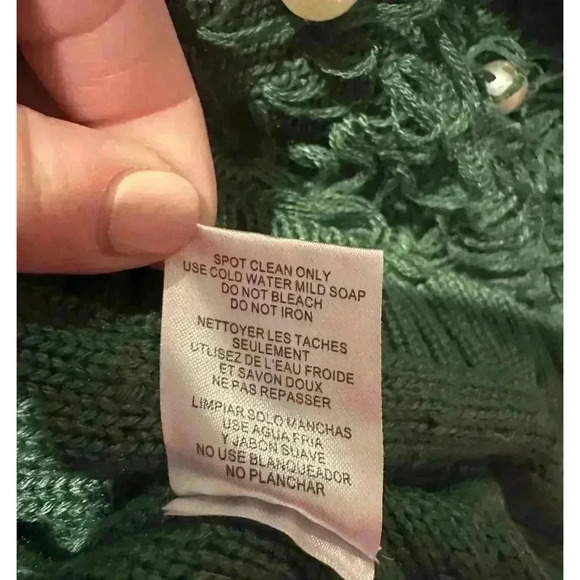 SPOT CLEAN ONLY
USE COLD WATER MILD SOAP
DO NOT BLEACH
DO NOT IRON
NETTOYER LES TACHES
SEULEMENT
UTLISEZ DE L'EAU FROIDE
ET SAVON DOUX
NE PAS REPASSER
LIMPIAR SOLO MANCHAS
USE AGUA FRIA
Y JABON SUAVE
NO USE BLANQUEADOR
NO PLANCHAR